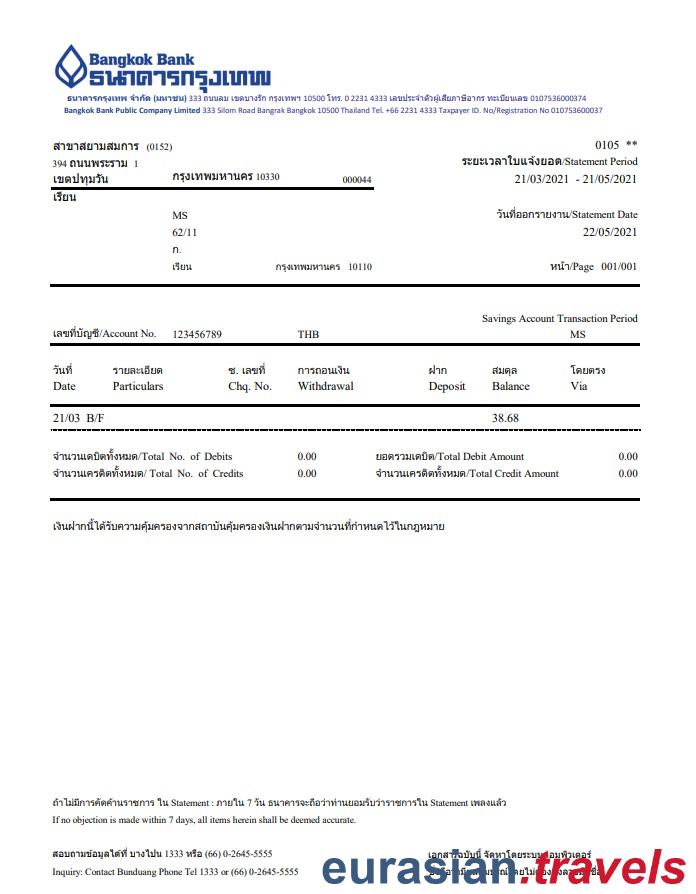 Bangkok Bank
ธนาคารกรุงเทพ
ธนาคารกรุงเทพ จำกัด (มหาชน) 333 ถนนลม เขตบางรัก กรุงเทพฯ 10500 โทร. 0 2231 4333 เลขประจำตัวผู้เสียภาษีอากร ทะเบียนเลข 0107536000374
Bangkok Bank Public Company Limited 333 Silom Road Bangrak Bangkok 10500 Thailand Tel. +66 2231 4333 Taxpayer ID. No/Registration No 0107536000037
สาขาสยามสมการ (0152) 0105 **
394 ถนนพระราม 1 ระยะเวลาใบแจ้งยอด/Statement Period
เขตปทุมวัน กรุงเทพมหานคร 10330 000044 21/03/2021 - 21/05/2021
เรียน
MS วันที่ออกรายงาน/Statement Date
62/11 22/05/2021
ก.
เรียน กรุงเทพมหานคร 10110 หน้า/Page 001/001
Savings Account Transaction Period
เลขที่บัญชี/Account No. 123456789 THB MS
วันที่ รายละเอียด ช. เลขที่ การถอนเงิน ฝาก สมดุล โดยตรง
Date Particulars Chq. No. Withdrawal Deposit Balance Via
21/03 B/F 38.68
จำนวนเดบิตทั้งหมด/Total No. of Debits 0.00 ยอดรวมเดบิต/Total Debit Amount 0.00
จำนวนเครดิตทั้งหมด/ Total No. of Credits 0.00 จำนวนเครดิตทั้งหมด/Total Credit Amount 0.00
เงินฝากนี้ได้รับความคุ้มครองจากสถาบันคุ้มครองเงินฝากตามจำนวนที่กำหนดไว้ในกฎหมาย
ถ้าไม่มีการคัดค้านราชการ ใน Statement : ภายใน 7 วัน ธนาคารจะถือว่าท่านยอมรับว่าราชการใน Statement เพลงแล้ว
If no objection is made within 7 days, all items herein shall be deemed accurate.
สอบถามข้อมูลได้ที่ บางไปน 1333 หรือ (66) 0-2645-5555 เอกสารฉบับนี้ จัดหาโดยระบบคอมพิวเตอร์
Inquiry: Contact Bunduang Phone Tel 1333 or (66) 0-2645-5555
eurasian.travels